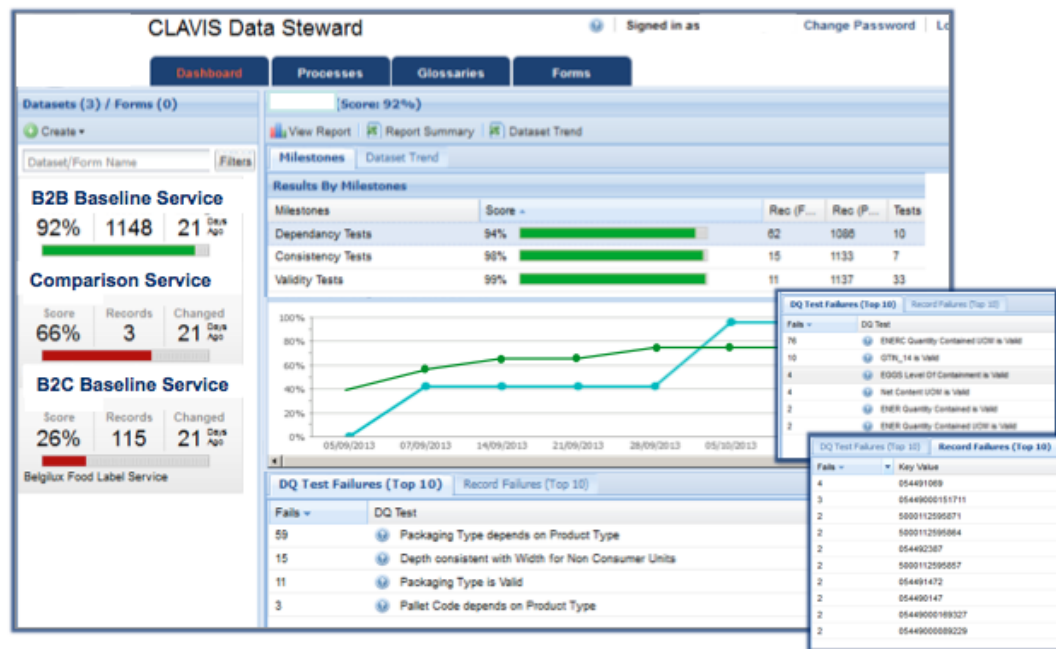 CLAVIS Data Steward
Signed in as
Change Password
Dashboard
Processes
Glossaries
Forms
Datasets (3) / Forms (0)
Create
Dataset/Form Name
Filters
B2B Baseline Service
92% 1148 21 Days Ago
Comparison Service
Score Records Changed
66% 3 21 Days Ago
B2C Baseline Service
Score Records Changed
26% 115 21 Days Ago
Belgilux Food Label Service
(Score: 92%)
View Report Report Summary Dataset Trend
Milestones Dataset Trend
Results By Milestones
Milestones Score Rec (F... Rec (P... Tests
Dependancy Tests 94% 62 1086 10
Consistency Tests 98% 15 1133 7
Validity Tests 99% 11 1137 33
100%
80%
60%
40%
20%
0%
05/09/2013 07/09/2013 14/09/2013 21/09/2013 28/09/2013 05/10/2013
DQ Test Failures (Top 10) Record Failures (Top 10)
Fails DQ Test
59 Packaging Type depends on Product Type
15 Depth consistent with Width for Non Consumer Units
11 Packaging Type is Valid
3 Pallet Code depends on Product Type
DQ Test Failures (Top 10) Record Failures (Top 10)
Fails DQ Test
76 ENERC Quantity Contained UOM is Valid
10 GTIN_14 is Valid
4 EGGS Level Of Containment is Valid
4 Net Content UOM is Valid
2 ENER Quantity Contained is Valid
2 ENER Quantity Contained UOM is Valid
DQ Test Failures (Top 10) Record Failures (Top 10)
Fails Key Value
4 054491069
3 05449000151711
2 5000112595871
2 5000112595864
2 054492387
2 5000112595857
2 054491472
2 054490147
2 05449000169327
2 05449000089229